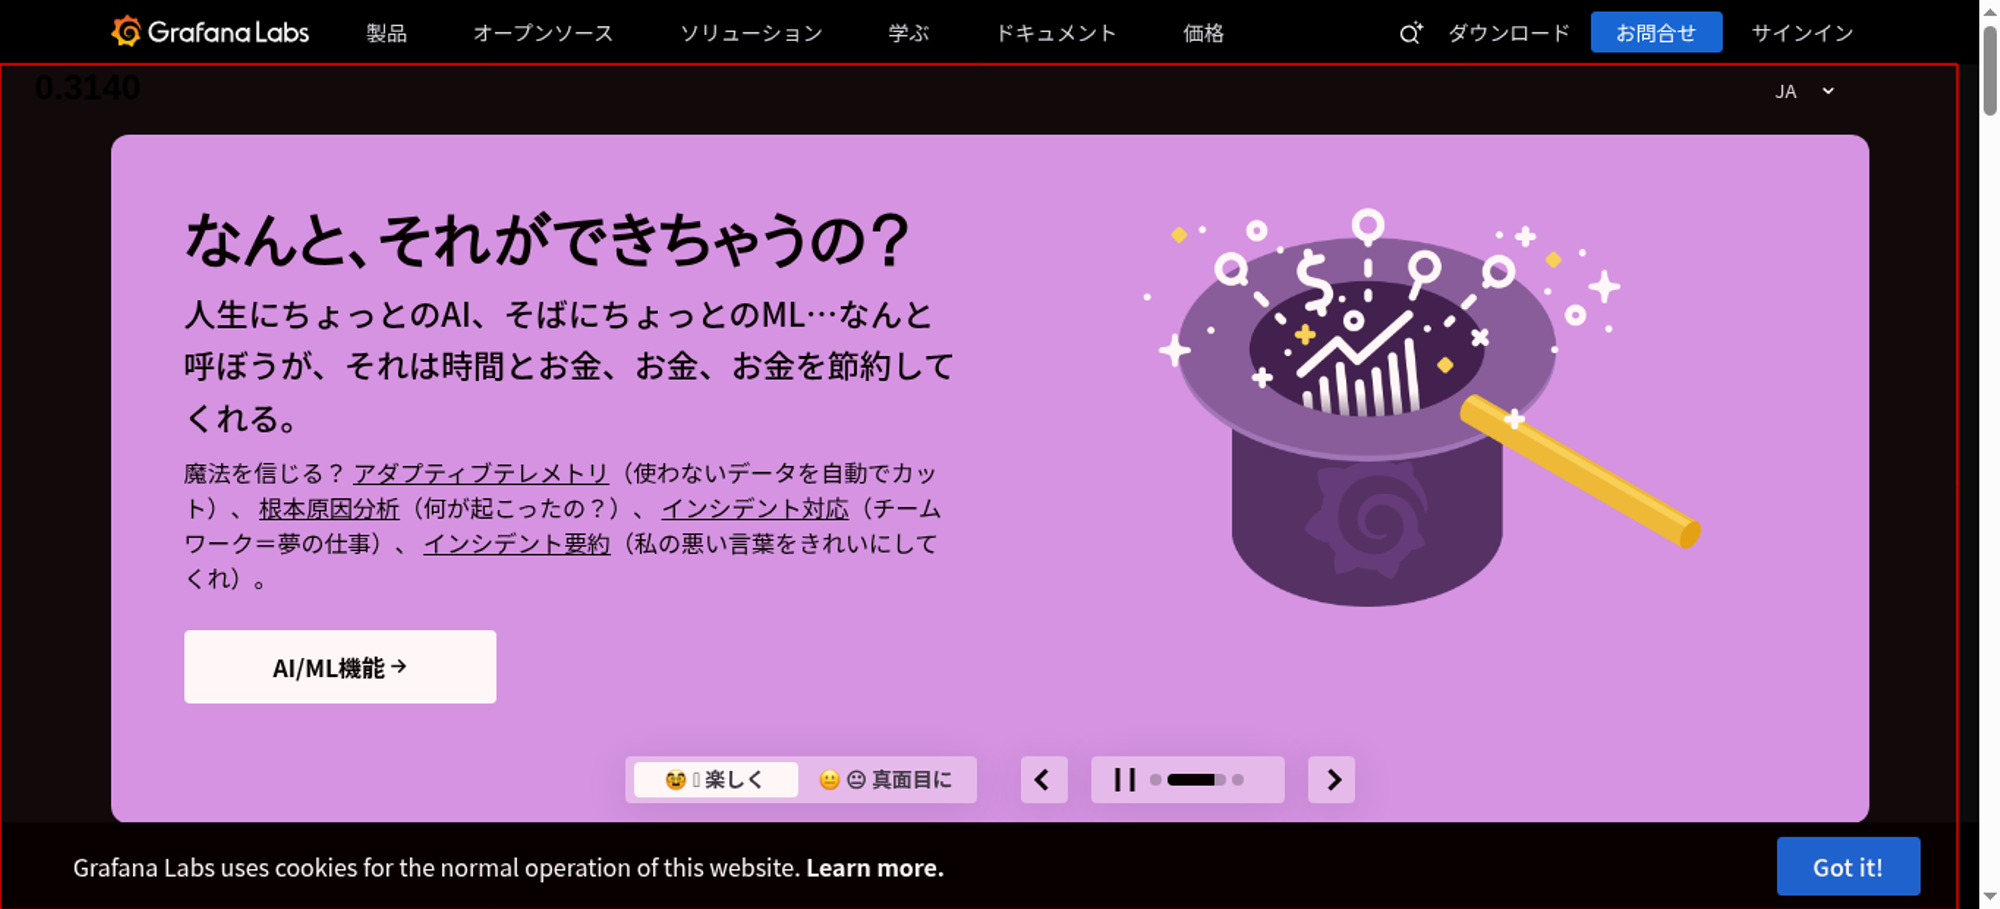 Grafana Labs 製品 オープンソース ソリューション 学ぶ ドキュメント 価格 ダウンロード お問合せ サインイン
0.3140
JA
なんと、それができちゃうの？
人生にちょっとのAI、そばにちょっとのML…なんと
呼ぼうが、それは時間とお金、お金、お金を節約して
くれる。
魔法を信じる？ アダプティブテレメトリ（使わないデータを自動でカッ
ト）、 根本原因分析（何が起こったの？）、 インシデント対応（チーム
ワーク＝夢の仕事）、 インシデント要約（私の悪い言葉をきれいにして
くれ）。
AI/ML機能 →
楽しく 真面目に
Grafana Labs uses cookies for the normal operation of this website. Learn more.
Got it!